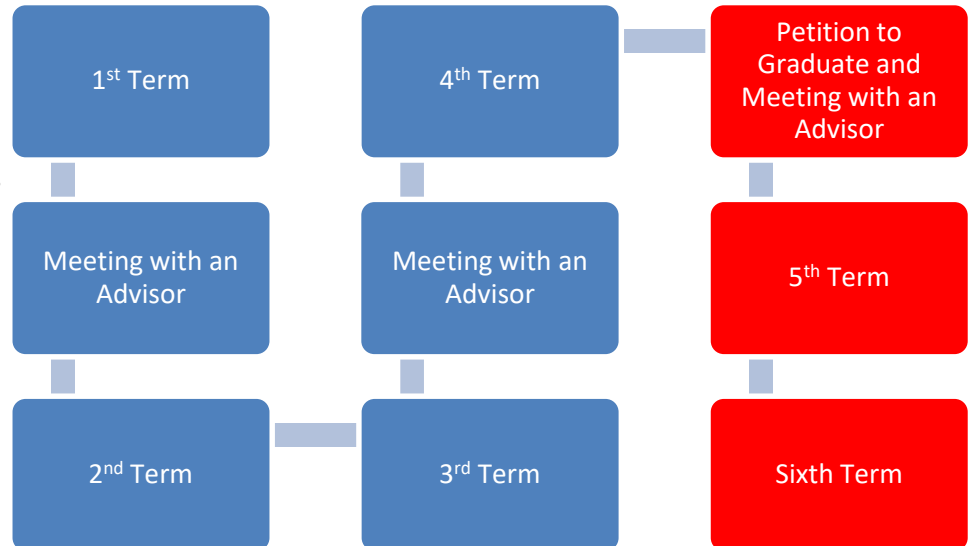 1st Term
Meeting with an
Advisor
2nd Term
3rd Term
Meeting with an
Advisor
4th Term
Petition to
Graduate and
Meeting with an
Advisor
5th Term
Sixth Term